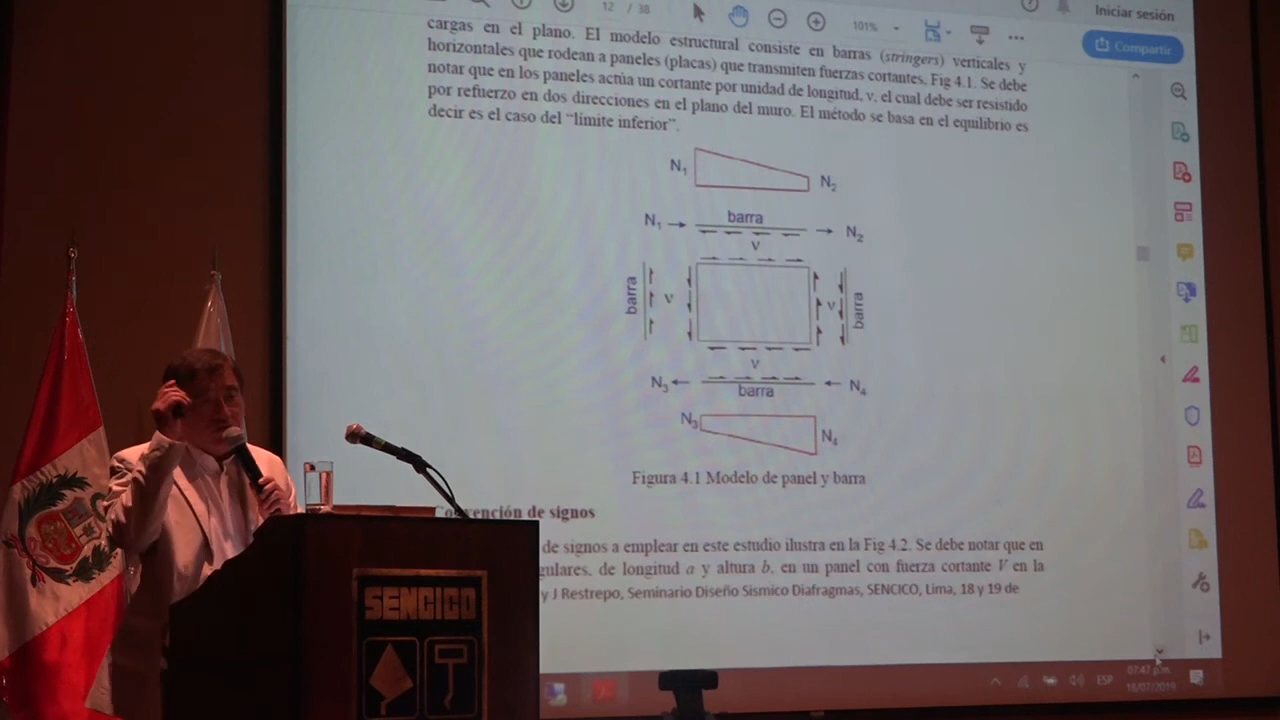 12 / 38
101%
Iniciar sesión
Compartir
cargas en el plano. El modelo estructural consiste en barras (stringers) verticales y
horizontales que rodean a paneles (placas) que transmiten fuerzas cortantes. Fig 4.1. Se debe
notar que en los paneles actúa un cortante por unidad de longitud, v, el cual debe ser resistido
por refuerzo en dos direcciones en el plano del muro. El método se basa en el equilibrio es
decir es el caso del “límite inferior”.
N1
N2
N1
barra
N2
v
barra
v
v
barra
v
N3
barra
N4
N3
N4
Figura 4.1 Modelo de panel y barra
Convención de signos
de signos a emplear en este estudio ilustra en la Fig 4.2. Se debe notar que en
gulares, de longitud a y altura b, en un panel con fuerza cortante V en la
y J Restrepo, Seminario Diseño Sismico Diafragmas, SENCICO, Lima, 18 y 19 de
SENCICO
ESP
07:47 p.m.
18/07/2019